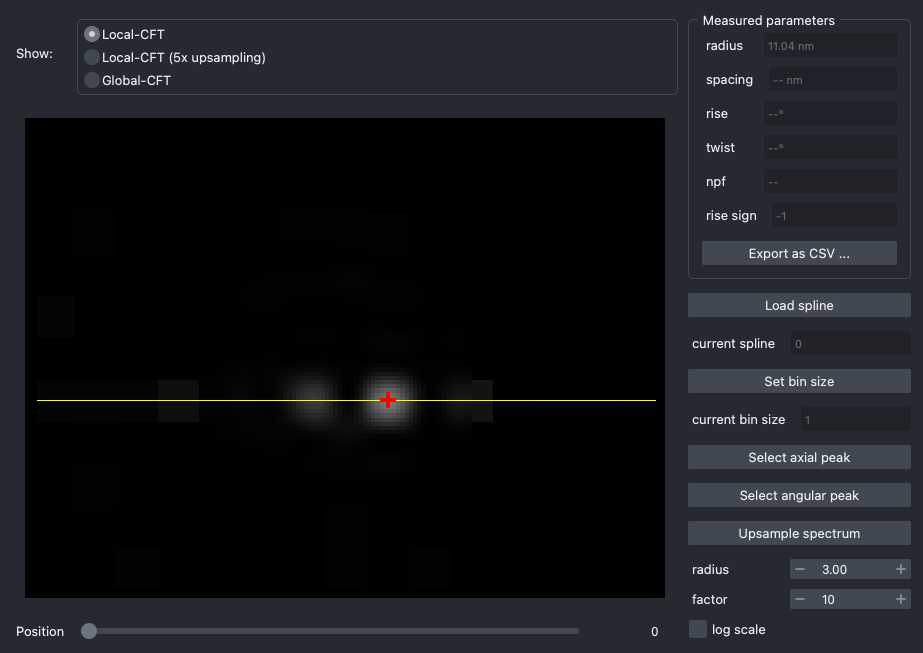 Show:
Local-CFT
Local-CFT (5x upsampling)
Global-CFT
Measured parameters
radius 11.04 nm
spacing -- nm
rise --°
twist --°
npf --
rise sign -1
Export as CSV ...
Load spline
current spline 0
Set bin size
current bin size 1
Select axial peak
Select angular peak
Upsample spectrum
radius − 3.00 +
factor − 10 +
Position 0
log scale